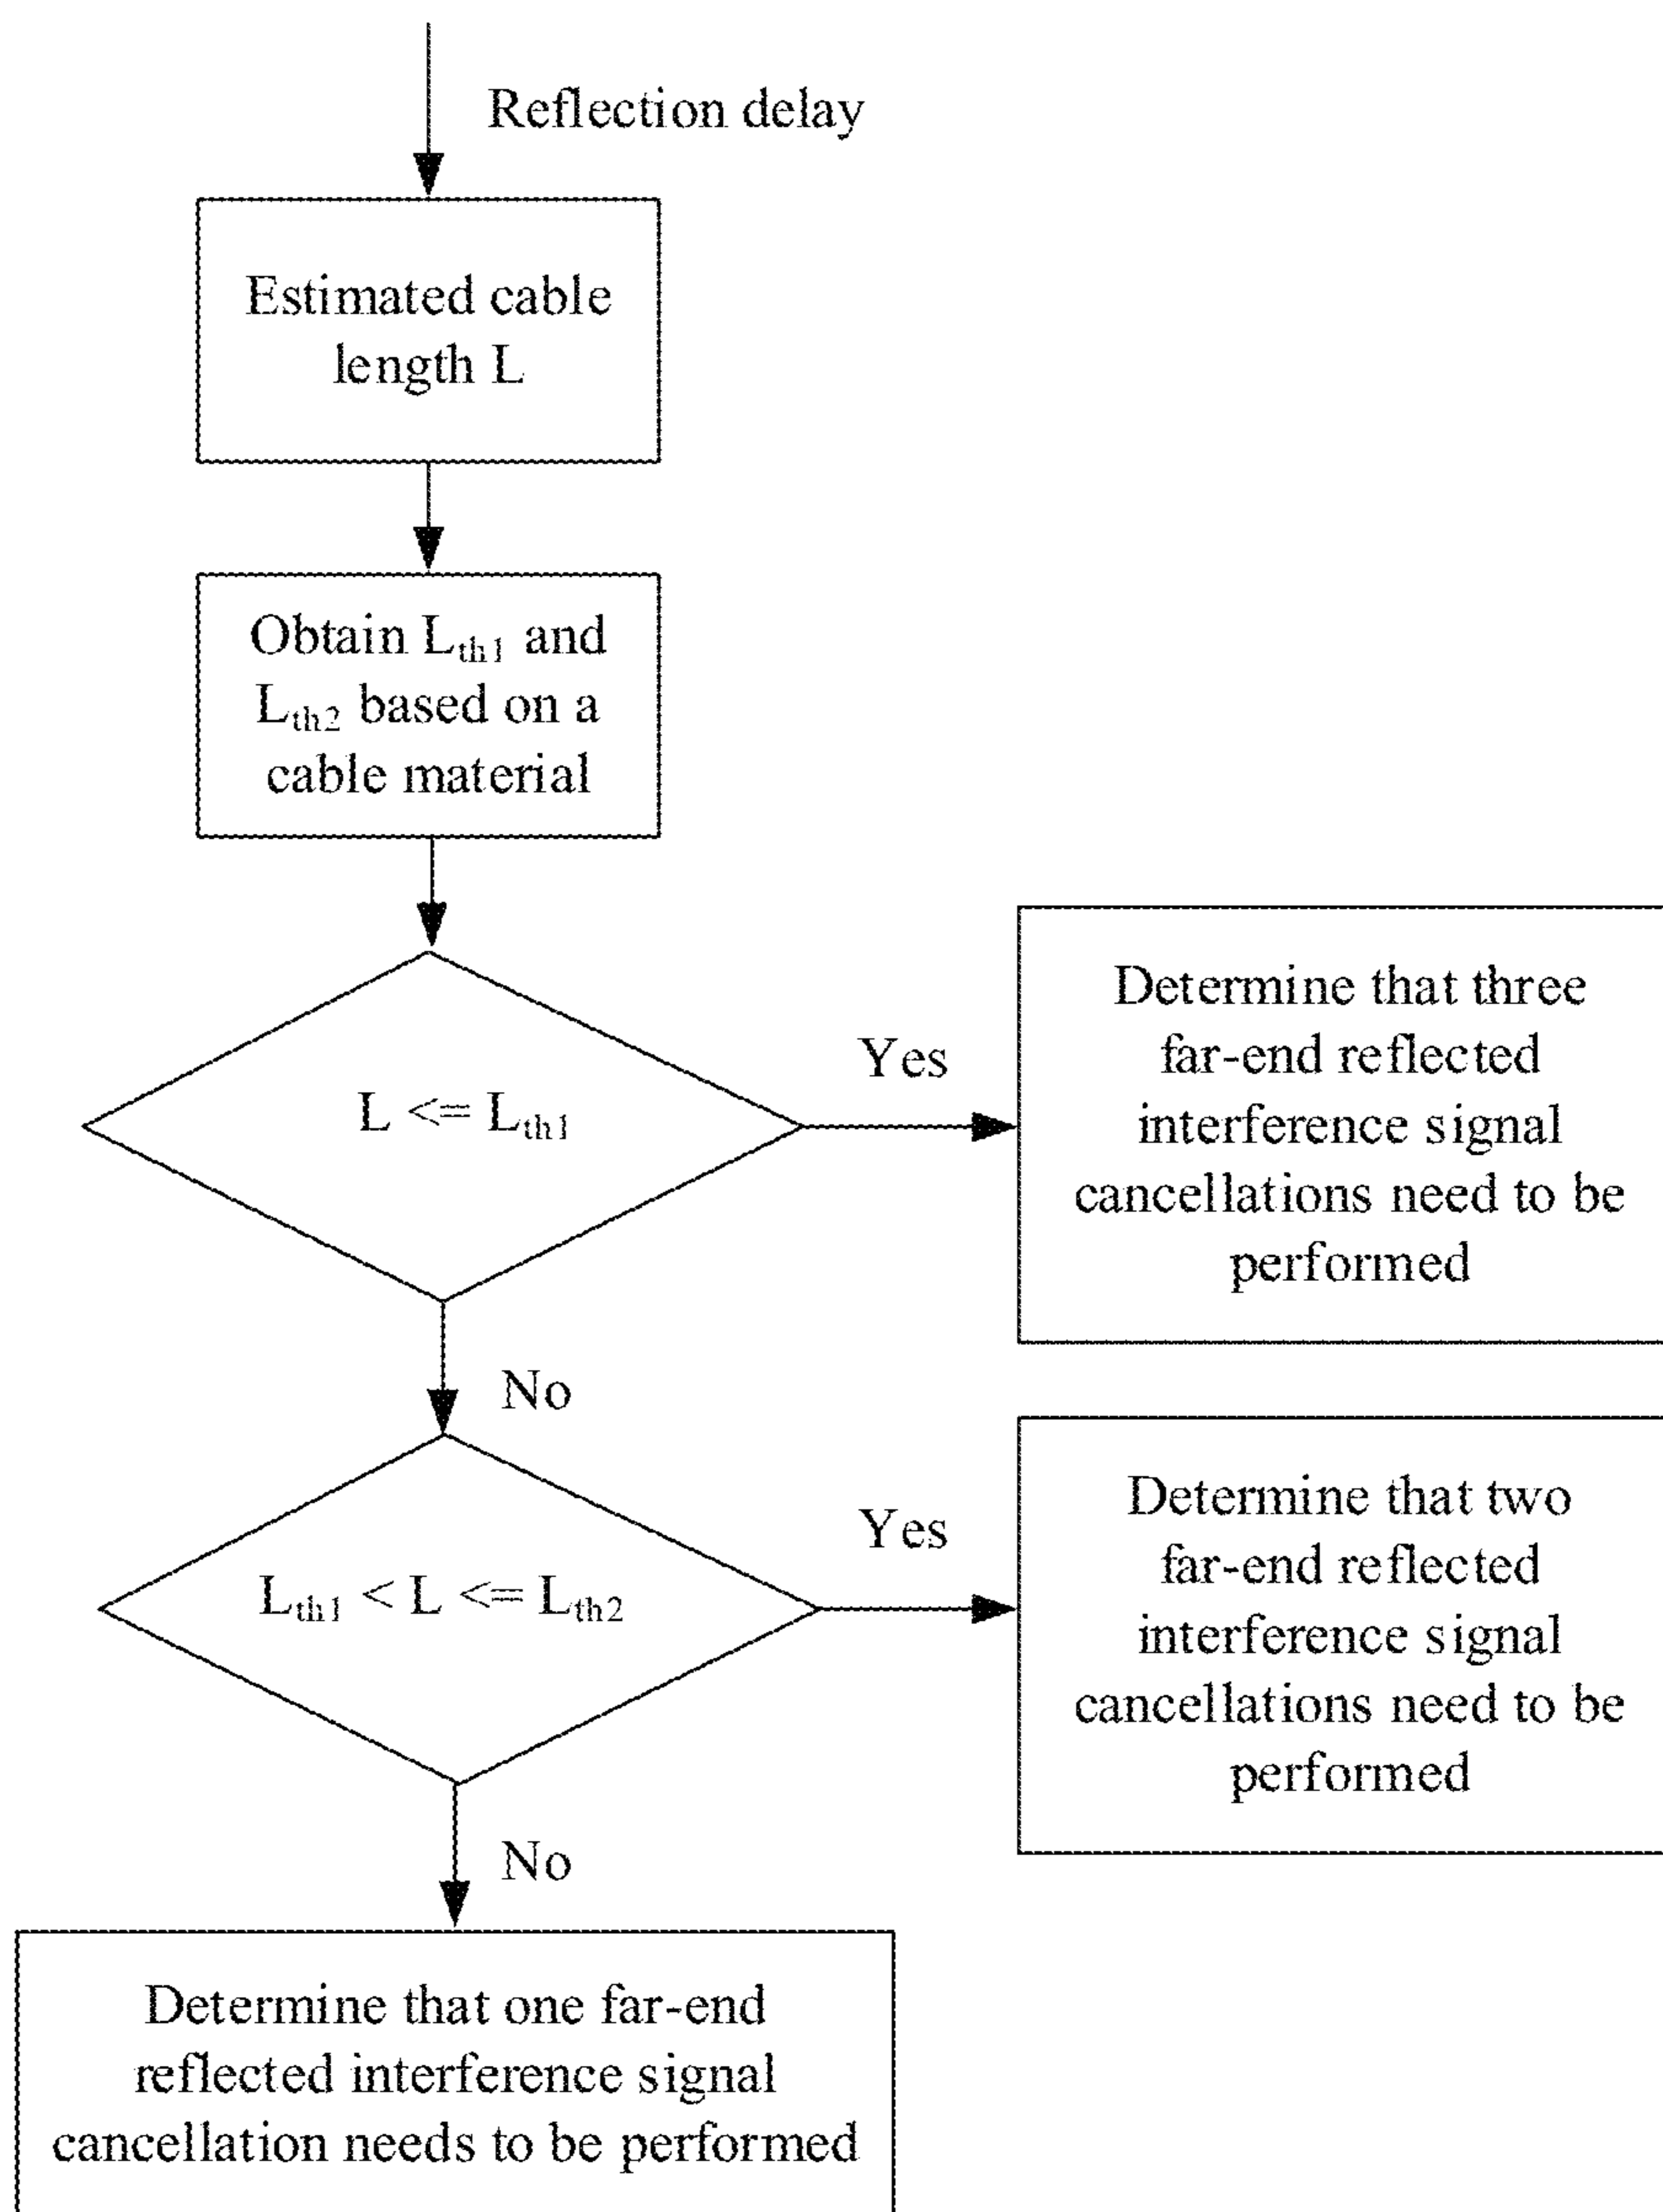 Reflection delay
Estimated cable
length L
Obtain Lth1 and
Lth2 based on a
cable material
L <= Lth1
Yes
Determine that three
far-end reflected
interference signal
cancellations need to be
performed
No
Lth1 < L <= Lth2
Yes
Determine that two
far-end reflected
interference signal
cancellations need to be
performed
No
Determine that one far-end
reflected interference signal
cancellation needs to be performed